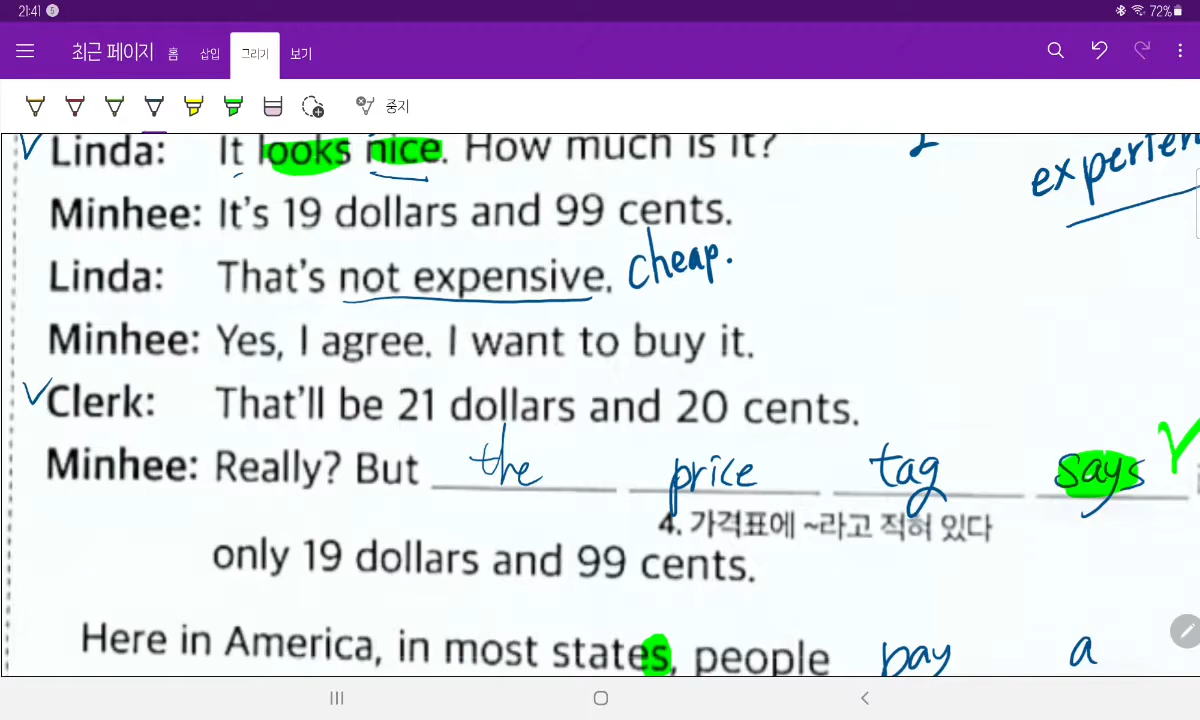 21:41 5 72%
최근 페이지 홈 삽입 그리기 보기
중지
✓ Linda: It looks nice. How much is it?
Minhee: It's 19 dollars and 99 cents.
Linda: That's not expensive. cheap.
Minhee: Yes, I agree. I want to buy it.
✓ Clerk: That'll be 21 dollars and 20 cents.
Minhee: Really? But the price tag says
4. 가격표에 ~라고 적혀 있다
only 19 dollars and 99 cents.
Here in America, in most states, people pay a